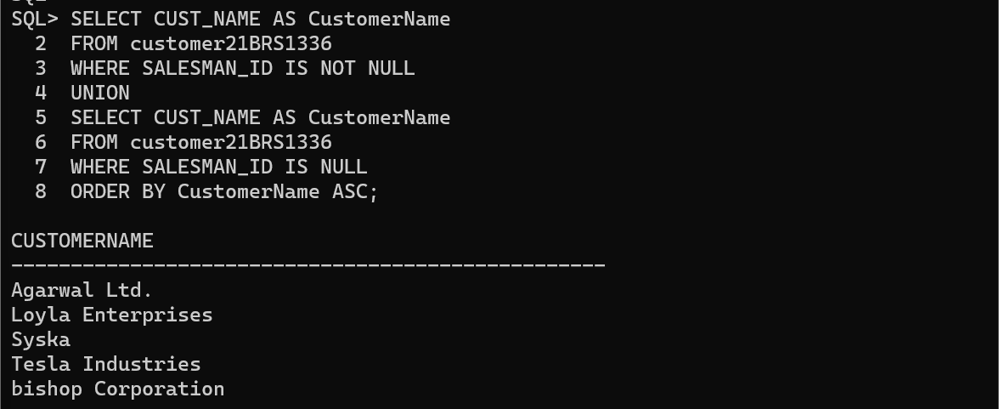 SQL> SELECT CUST_NAME AS CustomerName
2 FROM customer21BRS1336
3 WHERE SALESMAN_ID IS NOT NULL
4 UNION
5 SELECT CUST_NAME AS CustomerName
6 FROM customer21BRS1336
7 WHERE SALESMAN_ID IS NULL
8 ORDER BY CustomerName ASC;
CUSTOMERNAME
--------------------------------------------------
Agarwal Ltd.
Loyla Enterprises
Syska
Tesla Industries
bishop Corporation